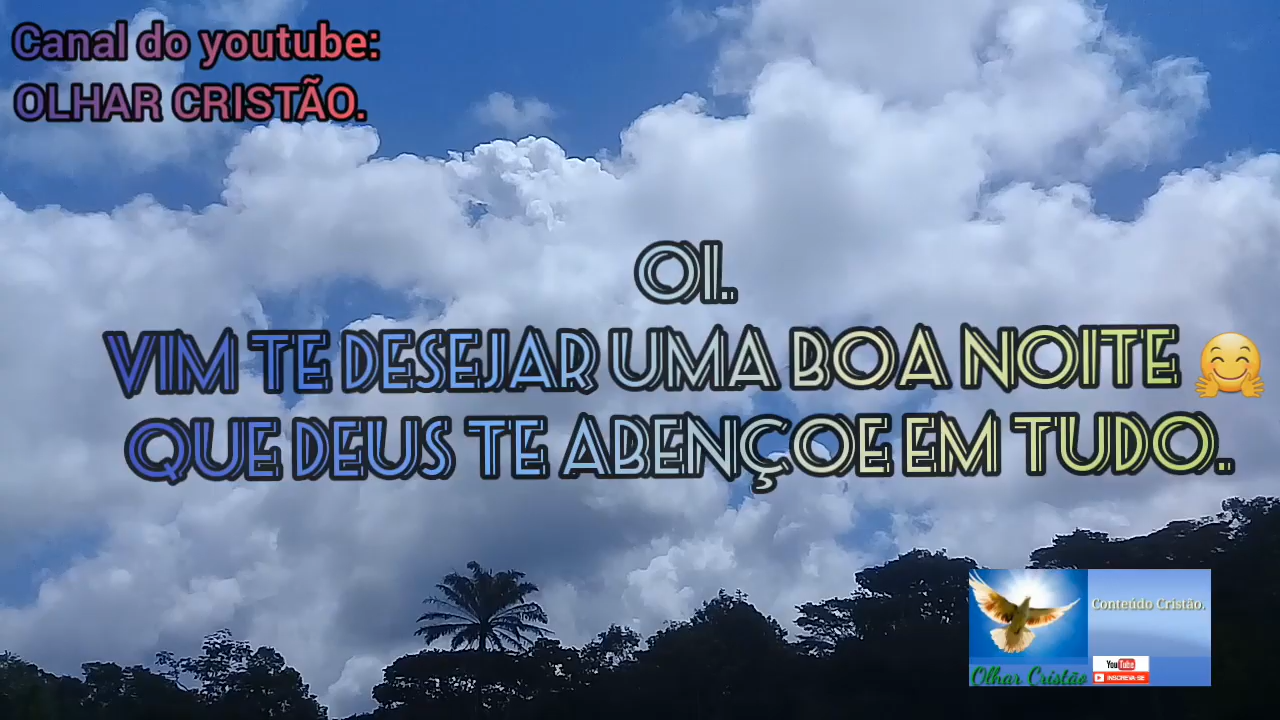 Canal do youtube:
OLHAR CRISTÃO.
OI..
VIM TE DESEJAR UMA BOA NOITE 🤗
QUE DEUS TE ABENÇOE EM TUDO..
Conteúdo Cristão.
YouTube
INSCREVA-SE
Olhar Cristão